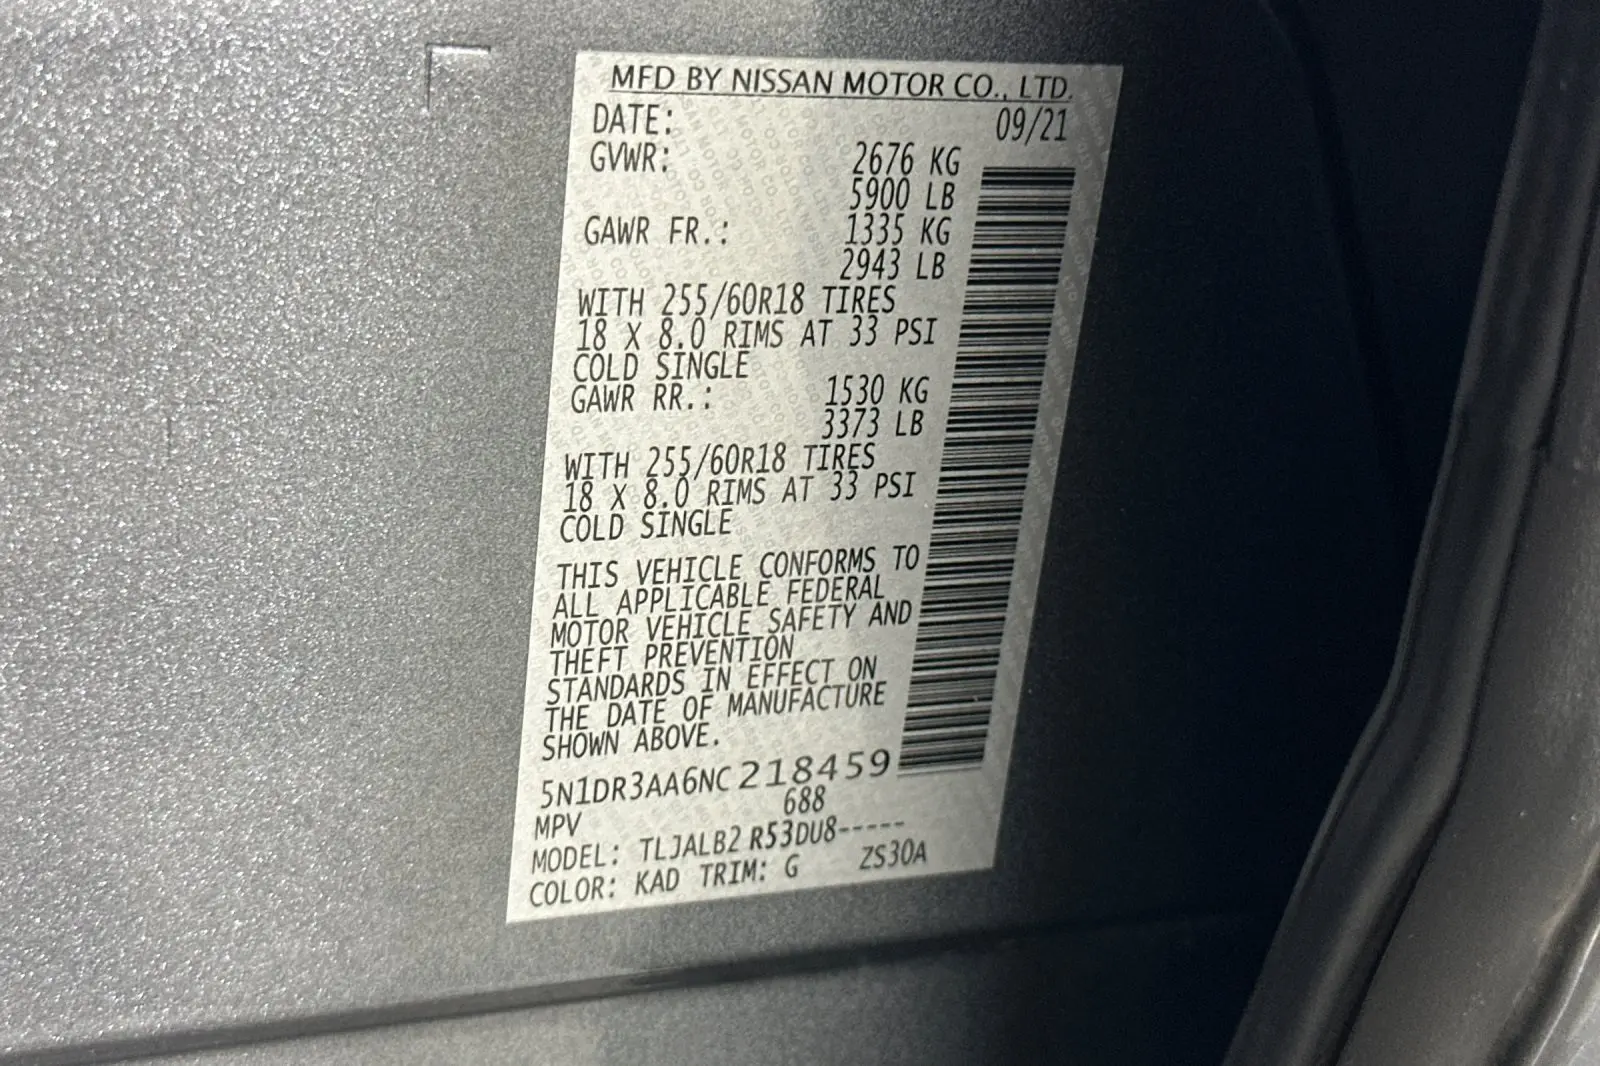 MFD BY NISSAN MOTOR CO., LTD.
DATE: 09/21
GVWR: 2676 KG
5900 LB
GAWR FR.: 1335 KG
2943 LB
WITH 255/60R18 TIRES
18 X 8.0 RIMS AT 33 PSI
COLD SINGLE
GAWR RR.: 1530 KG
3373 LB
WITH 255/60R18 TIRES
18 X 8.0 RIMS AT 33 PSI
COLD SINGLE
THIS VEHICLE CONFORMS TO
ALL APPLICABLE FEDERAL
MOTOR VEHICLE SAFETY AND
THEFT PREVENTION
STANDARDS IN EFFECT ON
THE DATE OF MANUFACTURE
SHOWN ABOVE.
5N1DR3AA6NC218459
MPV 688
MODEL: TLJALB2 R53DU8-----
COLOR: KAD TRIM: G ZS30A